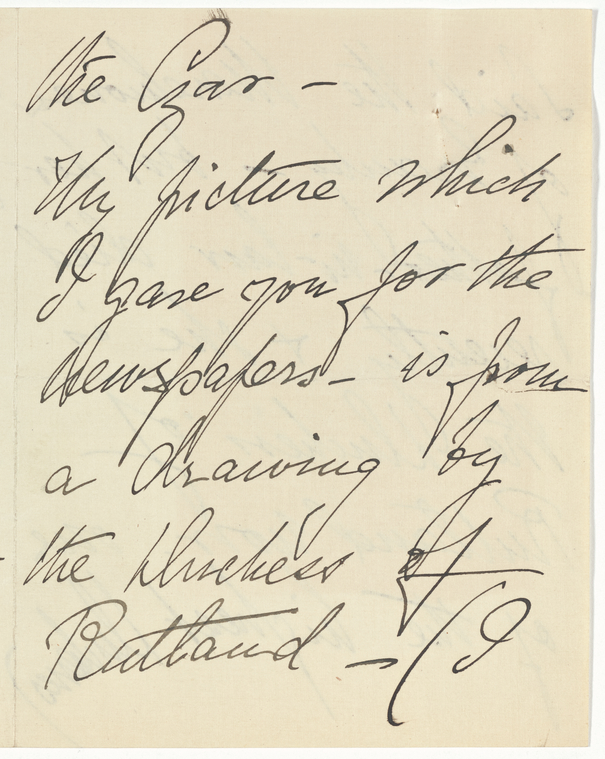 the Czar –
My picture which
I gave you for the
newspapers – is from
a drawing by
the Duchess of
Rutland – (I